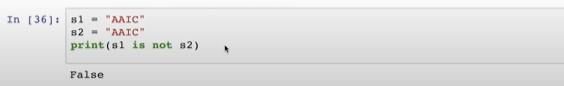 In [36]: s1 = "AAIC"
s2 = "AAIC"
print(s1 is not s2)
False